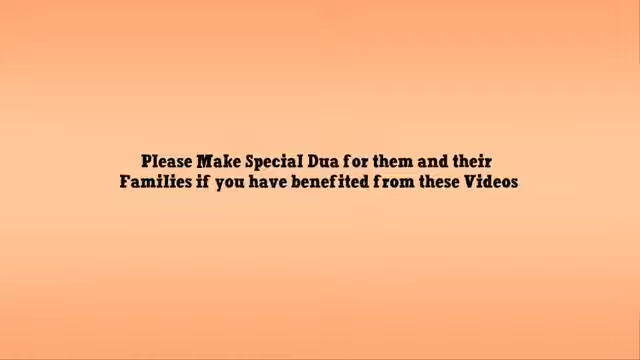 Please Make Special Dua for them and their
Families if you have benefited from these Videos